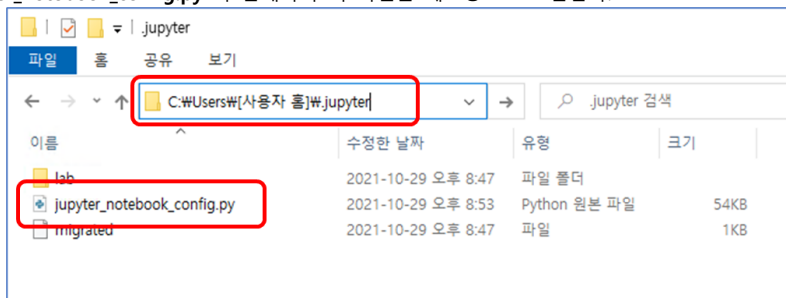 _notebook_config.py
.jupyter
파일 홈 공유 보기
C:₩Users₩[사용자 홈]₩.jupyter
.jupyter 검색
이름 수정한 날짜 유형 크기
lab 2021-10-29 오후 8:47 파일 폴더
jupyter_notebook_config.py 2021-10-29 오후 8:53 Python 원본 파일 54KB
migrated 2021-10-29 오후 8:47 파일 1KB